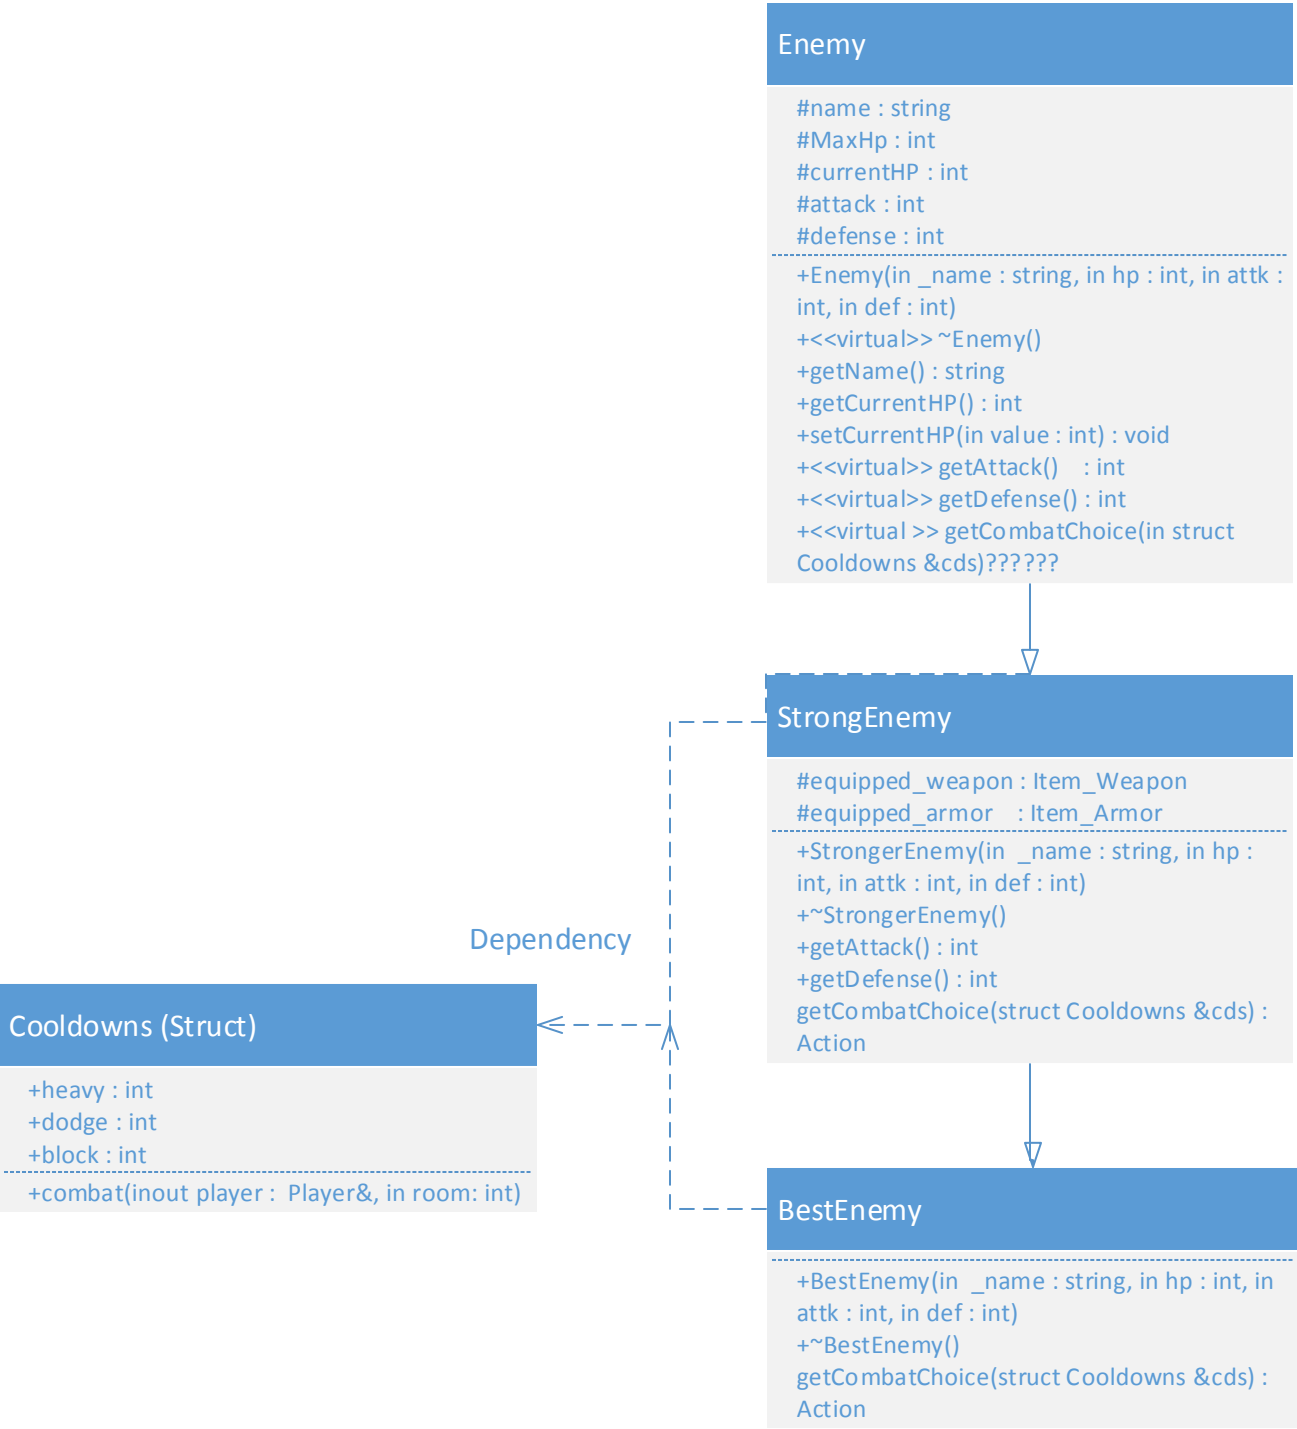 Enemy
#name : string
#MaxHp : int
#currentHP : int
#attack : int
#defense : int
+Enemy(in _name : string, in hp : int, in attk :
int, in def : int)
+<<virtual>> ~Enemy()
+getName() : string
+getCurrentHP() : int
+setCurrentHP(in value : int) : void
+<<virtual>> getAttack() : int
+<<virtual>> getDefense() : int
+<<virtual >> getCombatChoice(in struct
Cooldowns &cds)??????
StrongEnemy
#equipped_weapon : Item_Weapon
#equipped_armor : Item_Armor
+StrongerEnemy(in _name : string, in hp :
int, in attk : int, in def : int)
+~StrongerEnemy()
+getAttack() : int
+getDefense() : int
getCombatChoice(struct Cooldowns &cds) :
Action
Dependency
Cooldowns (Struct)
+heavy : int
+dodge : int
+block : int
+combat(inout player : Player&, in room: int)
BestEnemy
+BestEnemy(in _name : string, in hp : int, in
attk : int, in def : int)
+~BestEnemy()
getCombatChoice(struct Cooldowns &cds) :
Action